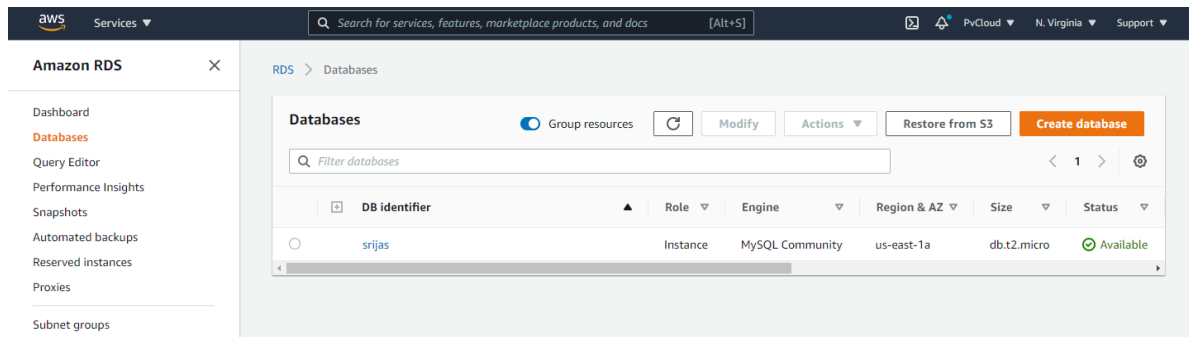 aws Services ▼ Search for services, features, marketplace products, and docs [Alt+S] PvCloud ▼ N. Virginia ▼ Support ▼
Amazon RDS
Dashboard
Databases
Query Editor
Performance Insights
Snapshots
Automated backups
Reserved instances
Proxies
Subnet groups
RDS > Databases
Databases Group resources Modify Actions ▼ Restore from S3 Create database
Filter databases < 1 >
DB identifier ▲ Role ▽ Engine ▽ Region & AZ ▽ Size ▽ Status ▽
srijas Instance MySQL Community us-east-1a db.t2.micro Available